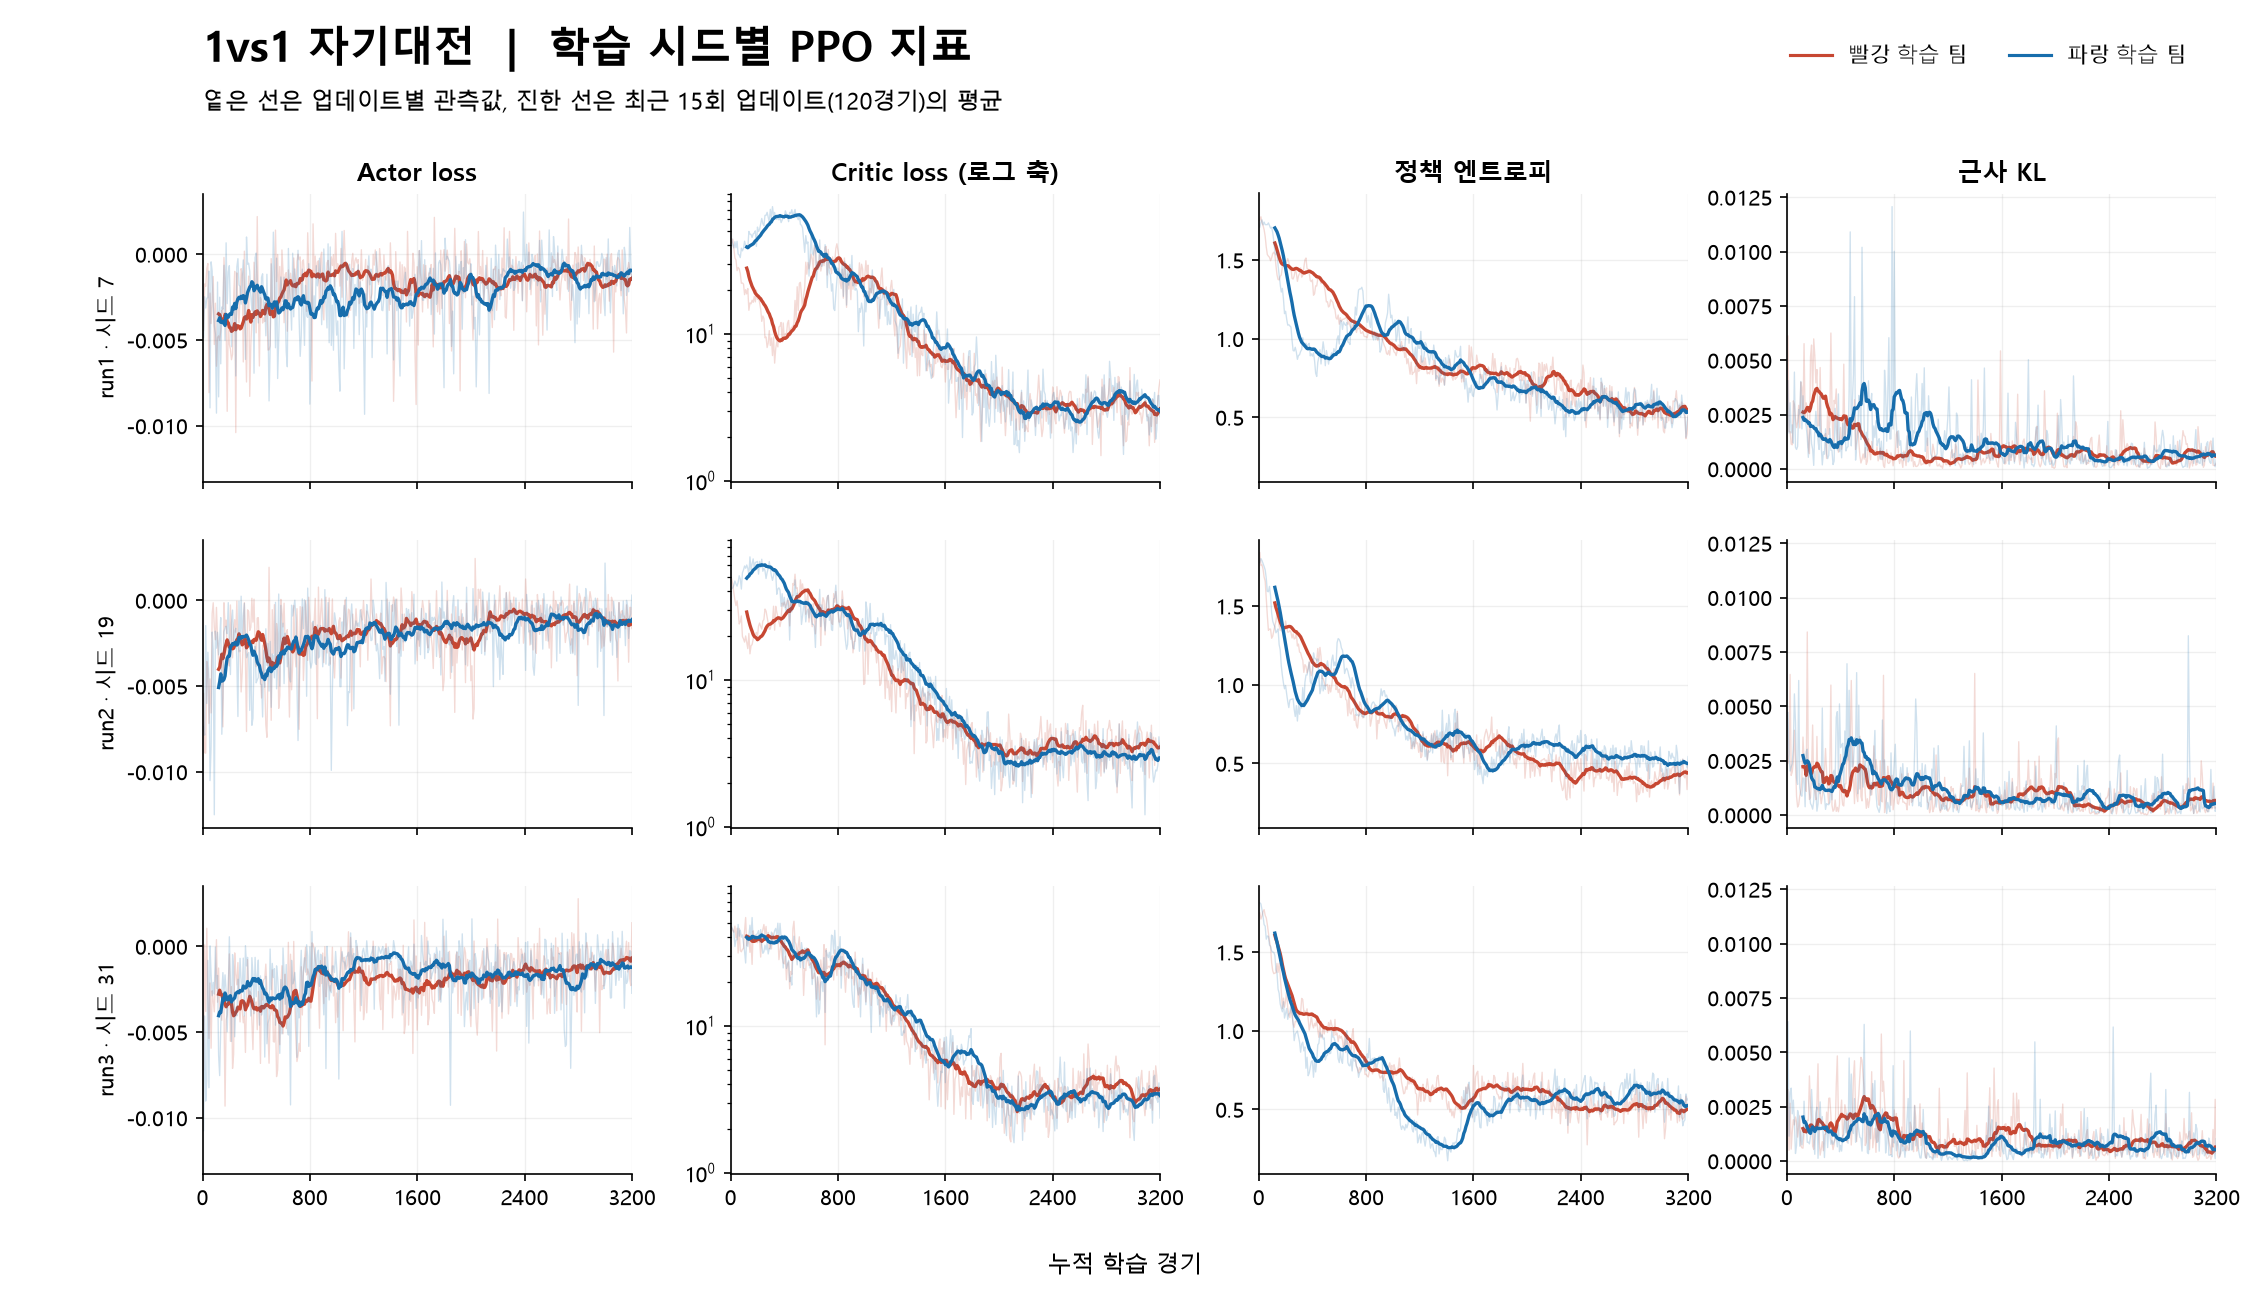 1vs1 자기대전 | 학습 시드별 PPO 지표
빨강 학습 팀
파랑 학습 팀
옅은 선은 업데이트별 관측값, 진한 선은 최근 15회 업데이트(120경기)의 평균
Actor loss
Critic loss (로그 축)
정책 엔트로피
근사 KL
run1 · 시드 7
0.000
-0.005
-0.010
10¹
10⁰
1.5
1.0
0.5
0.0125
0.0100
0.0075
0.0050
0.0025
0.0000
run2 · 시드 19
0.000
-0.005
-0.010
10¹
10⁰
1.5
1.0
0.5
0.0125
0.0100
0.0075
0.0050
0.0025
0.0000
run3 · 시드 31
0.000
-0.005
-0.010
10¹
10⁰
1.5
1.0
0.5
0.0125
0.0100
0.0075
0.0050
0.0025
0.0000
0 800 1600 2400 3200
0 800 1600 2400 3200
0 800 1600 2400 3200
0 800 1600 2400 3200
누적 학습 경기